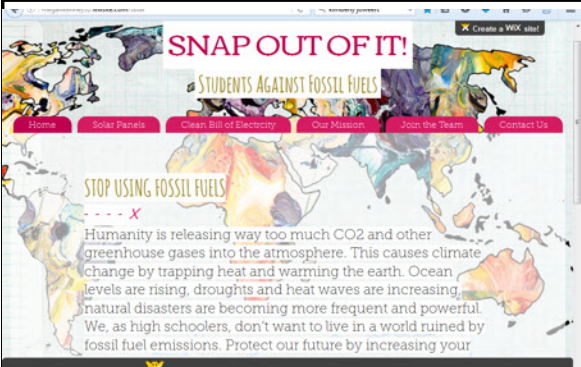 Create a WiX site!
SNAP OUT OF IT!
STUDENTS AGAINST FOSSIL FUELS
Home Solar Panels Clean Bill of Electrcity Our Mission Join the Team Contact Us
STOP USING FOSSIL FUELS
- - - - X
Humanity is releasing way too much CO2 and other
greenhouse gases into the atmosphere. This causes climate
change by trapping heat and warming the earth. Ocean
levels are rising, droughts and heat waves are increasing,
natural disasters are becoming more frequent and powerful.
We, as high schoolers, don't want to live in a world ruined by
fossil fuel emissions. Protect our future by increasing your